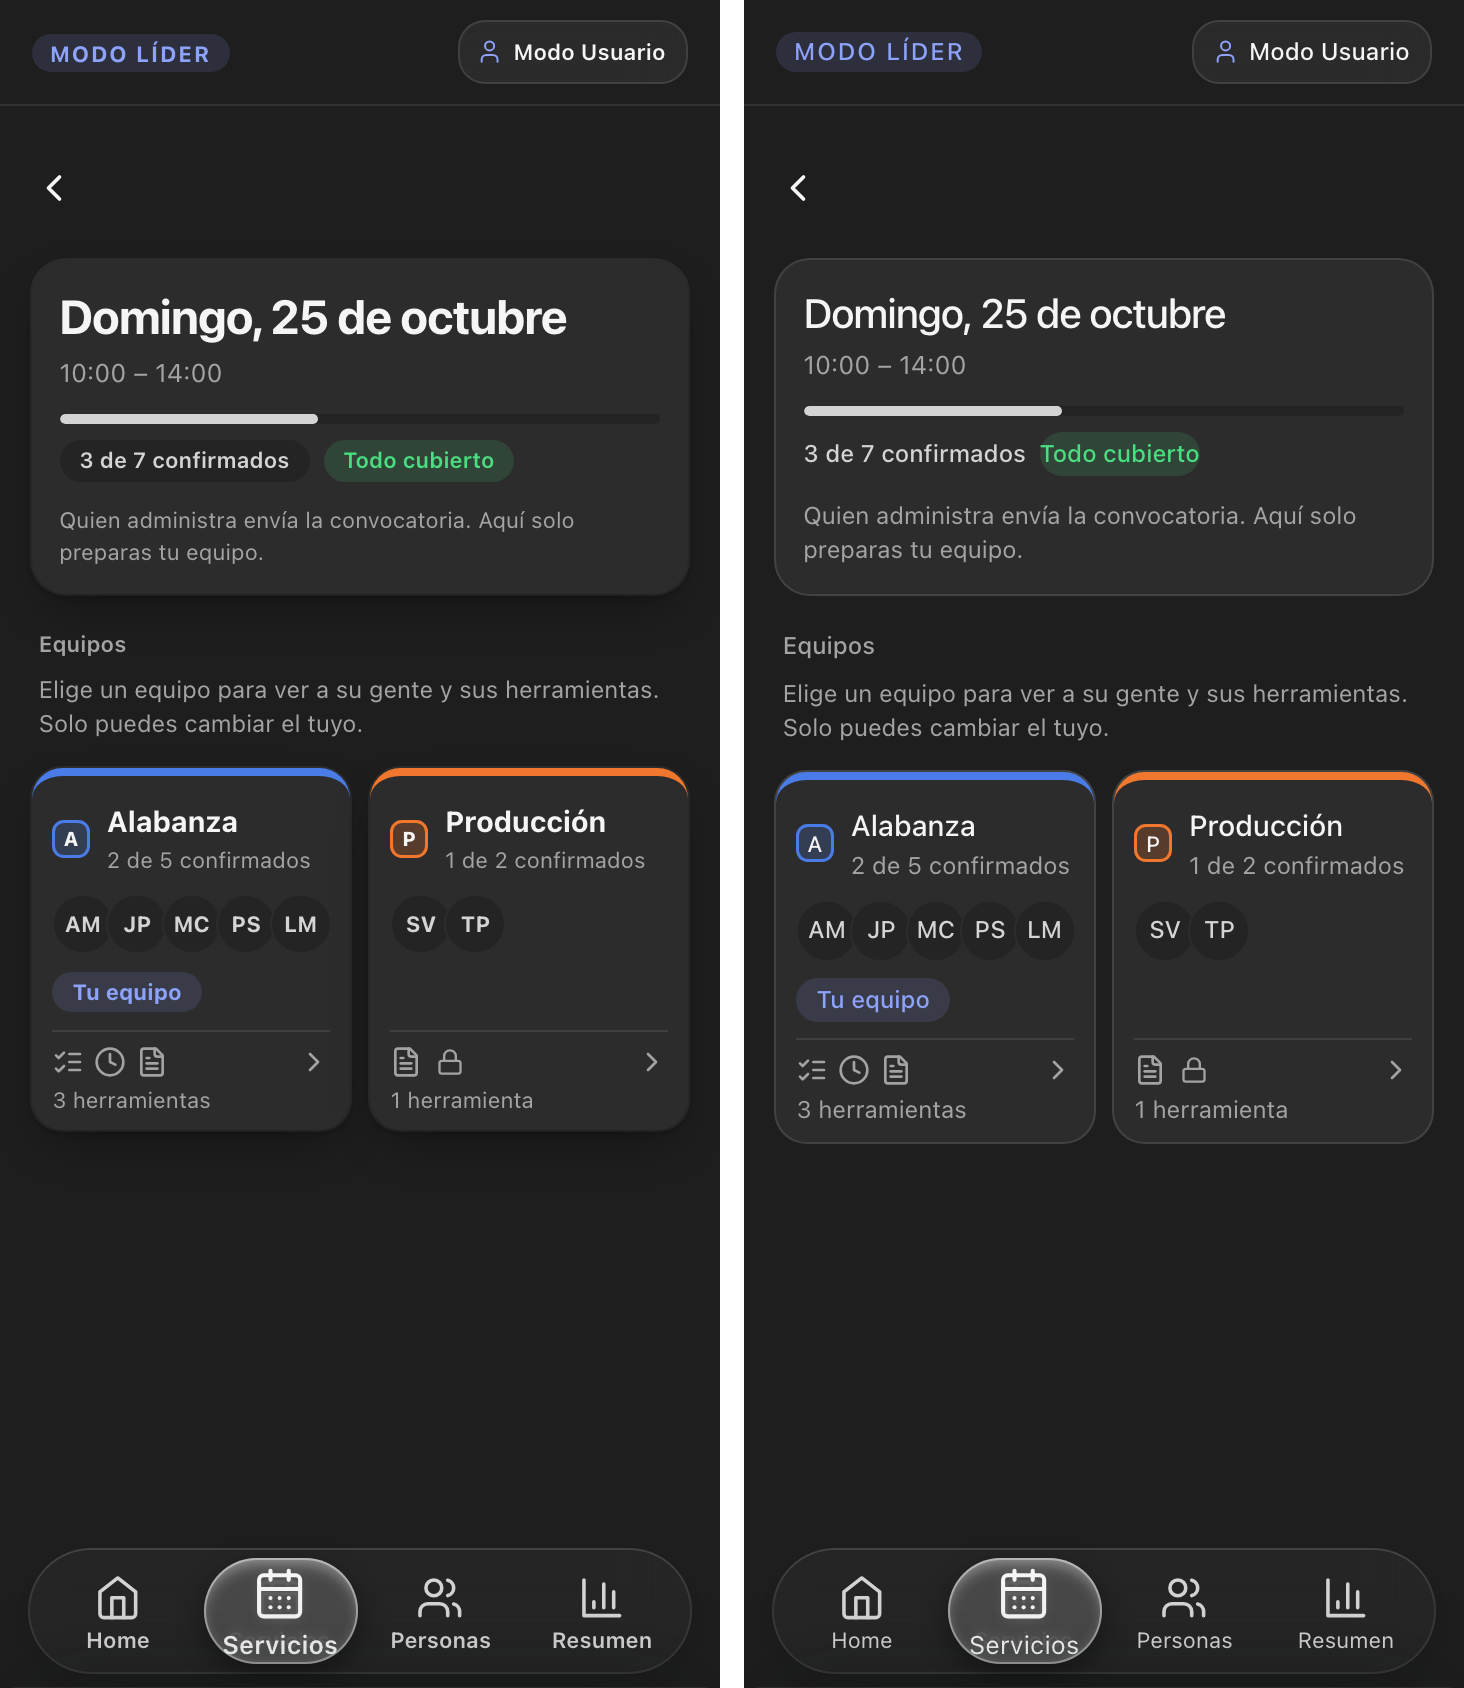 MODO LÍDER
Modo Usuario
Domingo, 25 de octubre
10:00 – 14:00
3 de 7 confirmados
Todo cubierto
Quien administra envía la convocatoria. Aquí solo
preparas tu equipo.
Equipos
Elige un equipo para ver a su gente y sus herramientas.
Solo puedes cambiar el tuyo.
A
Alabanza
2 de 5 confirmados
AM JP MC PS LM
Tu equipo
3 herramientas
P
Producción
1 de 2 confirmados
SV TP
1 herramienta
Home
Servicios
Personas
Resumen
MODO LÍDER
Modo Usuario
Domingo, 25 de octubre
10:00 – 14:00
3 de 7 confirmados
Todo cubierto
Quien administra envía la convocatoria. Aquí solo
preparas tu equipo.
Equipos
Elige un equipo para ver a su gente y sus herramientas.
Solo puedes cambiar el tuyo.
A
Alabanza
2 de 5 confirmados
AM JP MC PS LM
Tu equipo
3 herramientas
P
Producción
1 de 2 confirmados
SV TP
1 herramienta
Home
Servicios
Personas
Resumen